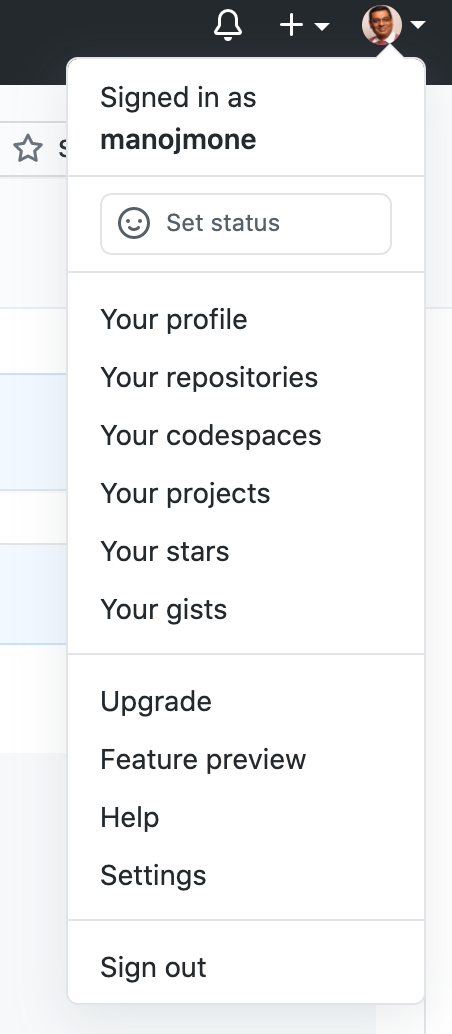 Signed in as
manojmone
Set status
Your profile
Your repositories
Your codespaces
Your projects
Your stars
Your gists
Upgrade
Feature preview
Help
Settings
Sign out